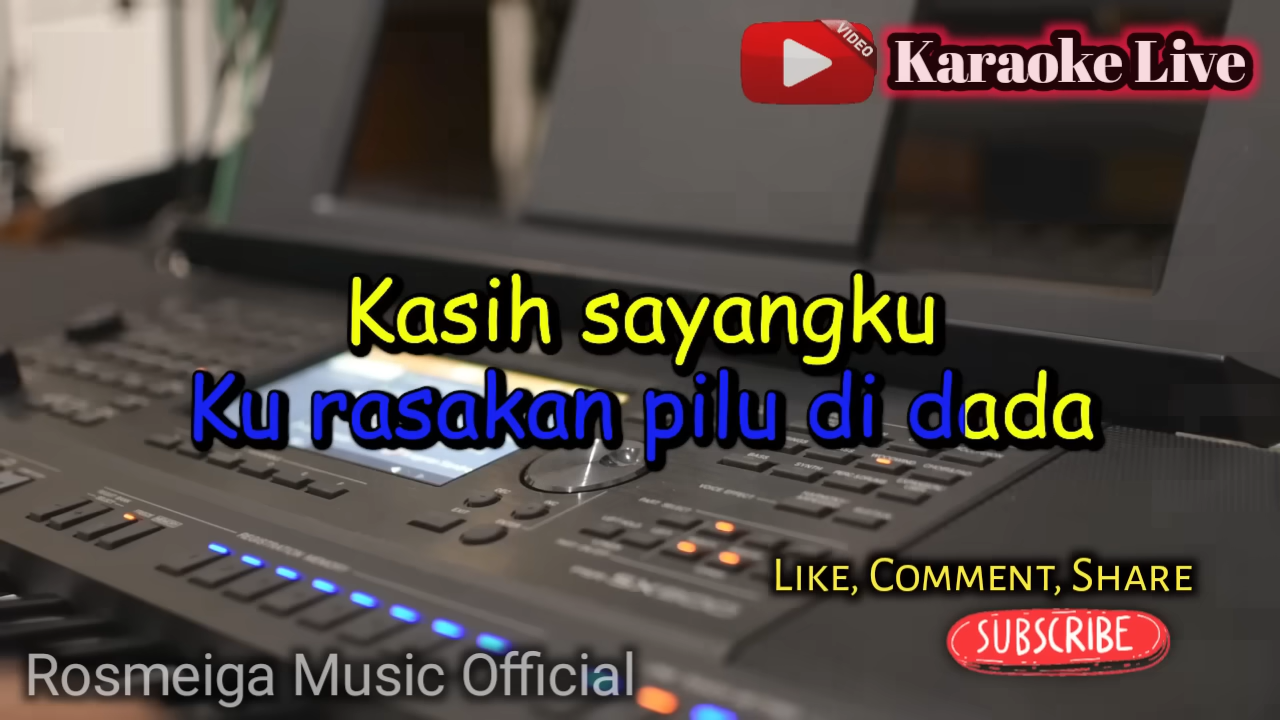 VIDEO
Karaoke Live
Kasih sayangku
Ku rasakan pilu di dada
LIKE, COMMENT, SHARE
SUBSCRIBE
Rosmeiga Music Official